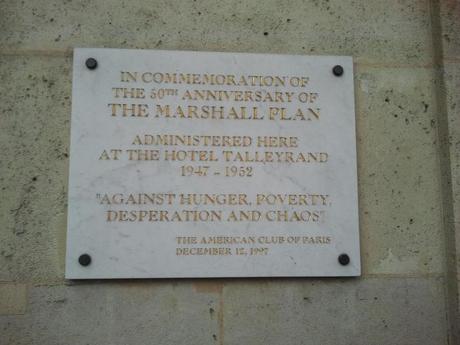 IN COMMEMORATION OF
THE 50TH ANNIVERSARY OF
THE MARSHALL PLAN
ADMINISTERED HERE
AT THE HOTEL TALLEYRAND
1947 - 1952
"AGAINST HUNGER, POVERTY,
DESPERATION AND CHAOS"
THE AMERICAN CLUB OF PARIS
DECEMBER 12, 1997